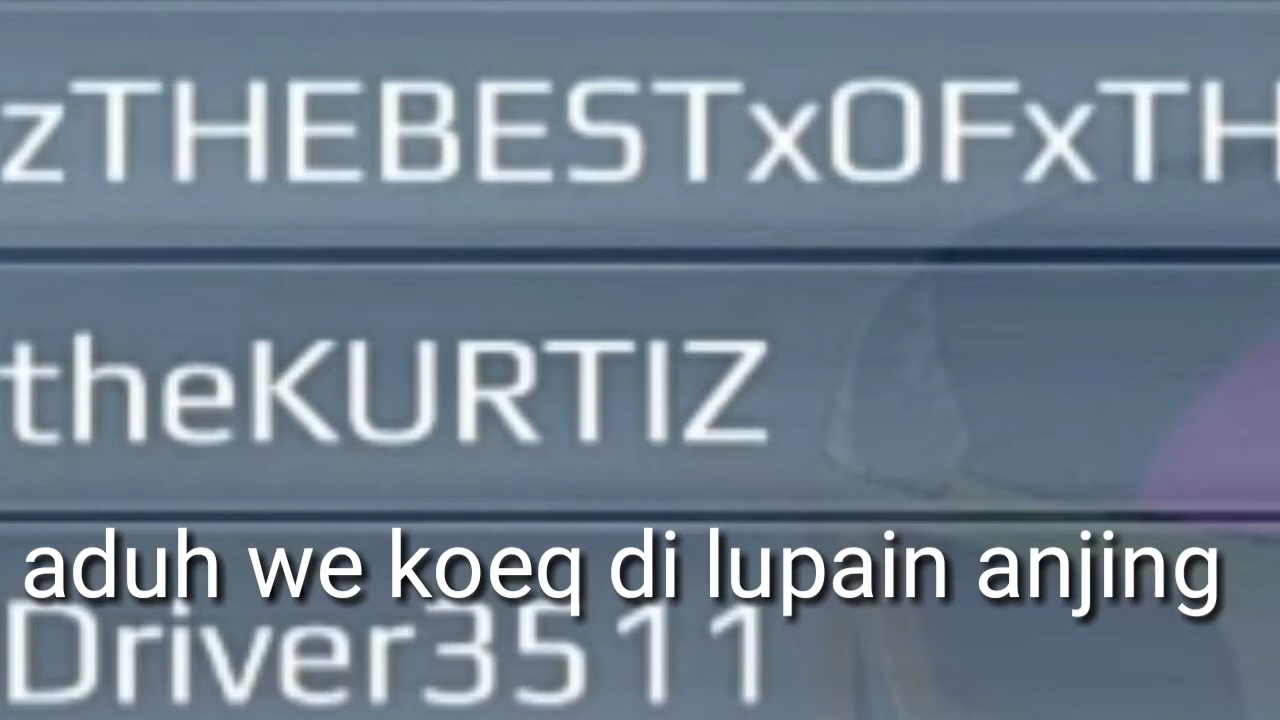 zTHEBESTxOFxTH
theKURTIZ
aduh we koeq di lupain anjing
Driver3511